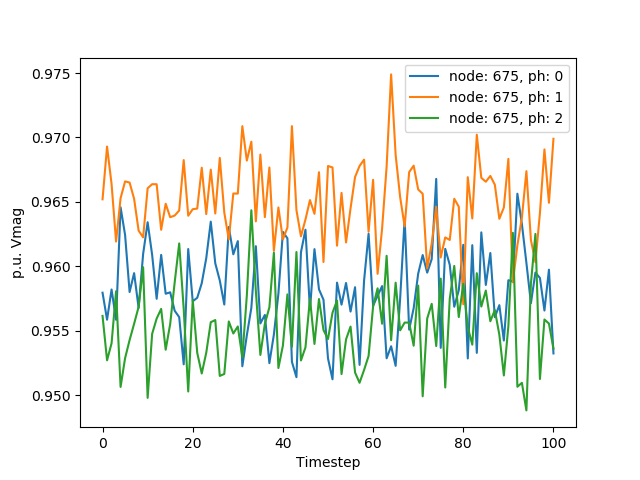 0.975
0.970
0.965
0.960
0.955
0.950
p.u. Vmag
0
20
40
60
80
100
Timestep
node: 675, ph: 0
node: 675, ph: 1
node: 675, ph: 2